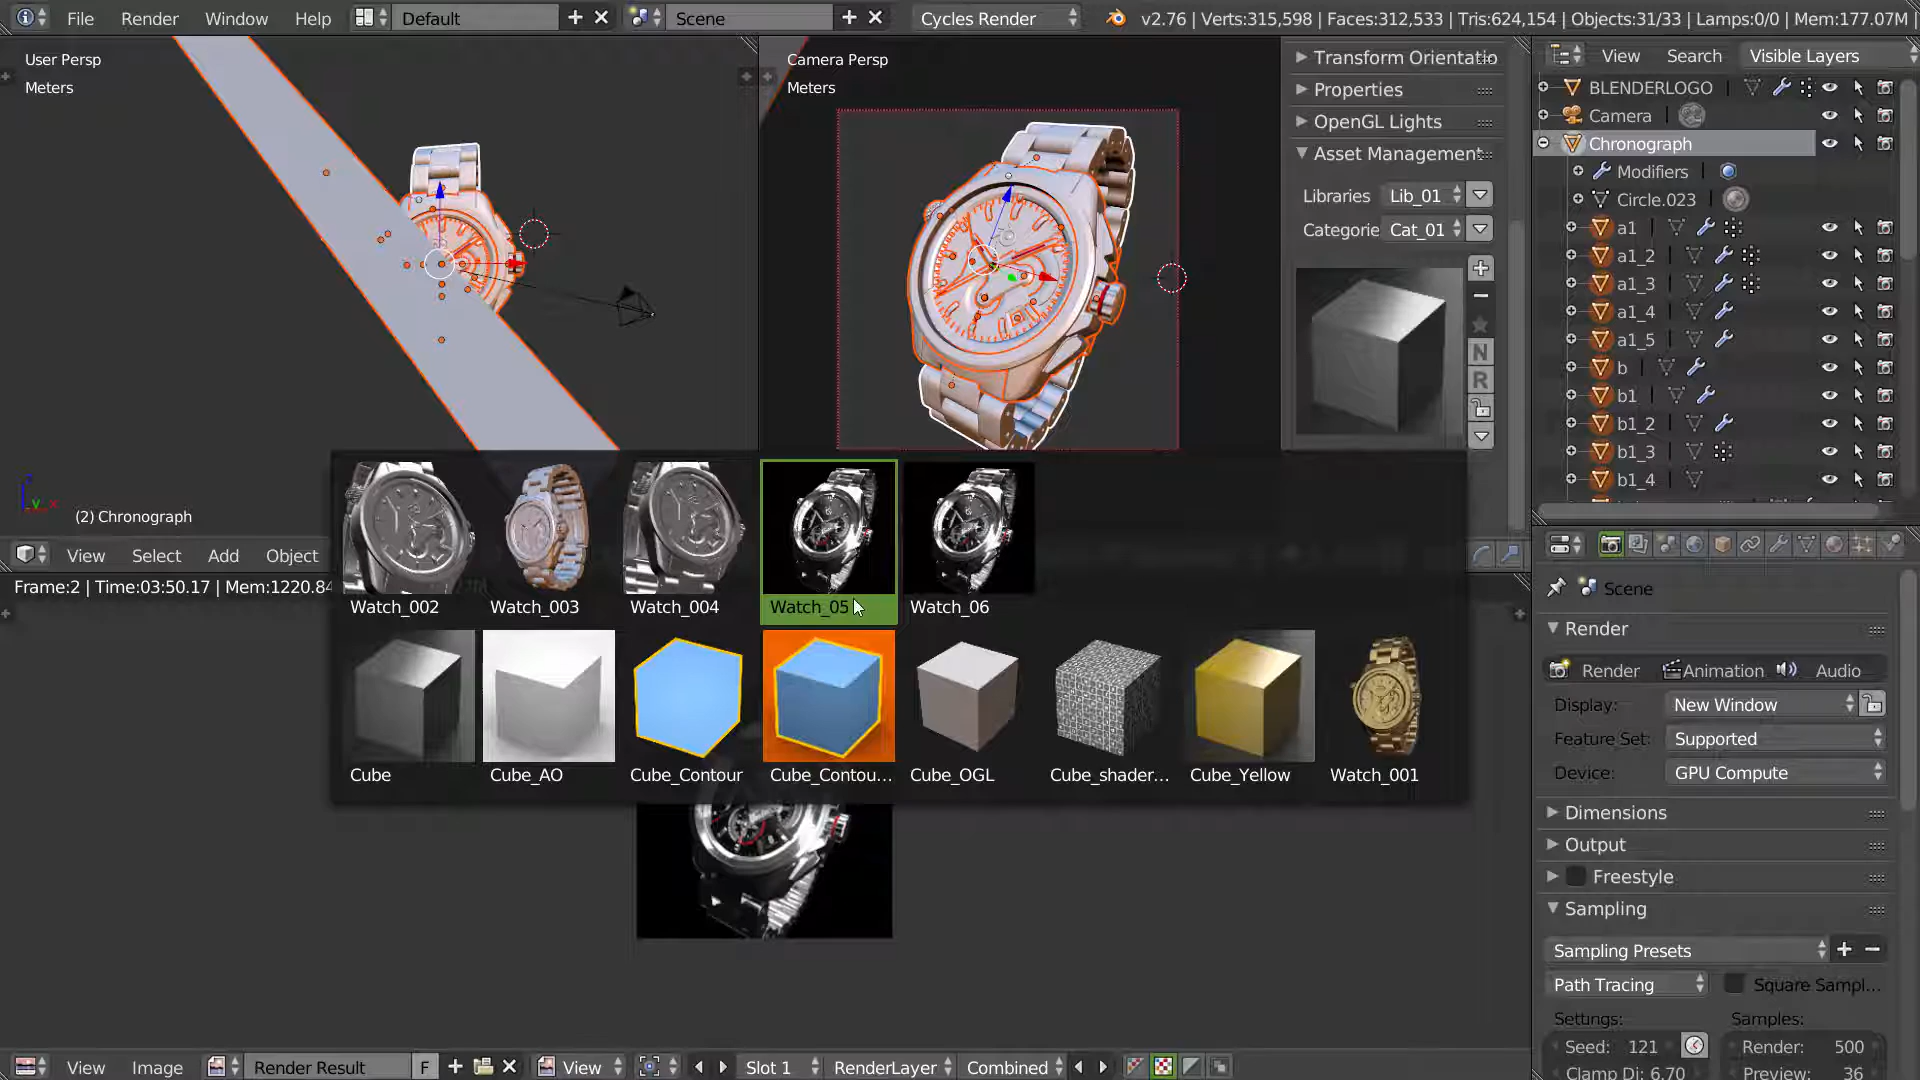 File Render Window Help Default Scene Cycles Render v2.76 | Verts:315,598 | Faces:312,533 | Tris:624,154 | Objects:31/33 | Lamps:0/0 | Mem:177.07M |
User Persp
Meters
(2) Chronograph
View Select Add Object
Camera Persp
Meters
Transform Orientatio
Properties
OpenGL Lights
Asset Management
Libraries Lib_01
Categorie Cat_01
N
R
View Search Visible Layers
BLENDERLOGO
Camera
Chronograph
Modifiers
Circle.023
a1
a1_2
a1_3
a1_4
a1_5
b
b1
b1_2
b1_3
b1_4
Frame:2 | Time:03:50.17 | Mem:1220.84
Watch_002 Watch_003 Watch_004 Watch_05 Watch_06
Cube Cube_AO Cube_Contour Cube_Contou... Cube_OGL Cube_shader... Cube_Yellow Watch_001
Scene
Render
Render Animation Audio
Display: New Window
Feature Set: Supported
Device: GPU Compute
Dimensions
Output
Freestyle
Sampling
Sampling Presets
Path Tracing Square Sampl...
Settings: Samples:
Seed: 121 Render: 500
Clamp Di: 6.70 Preview: 36
View Image Render Result F View Slot 1 RenderLayer Combined